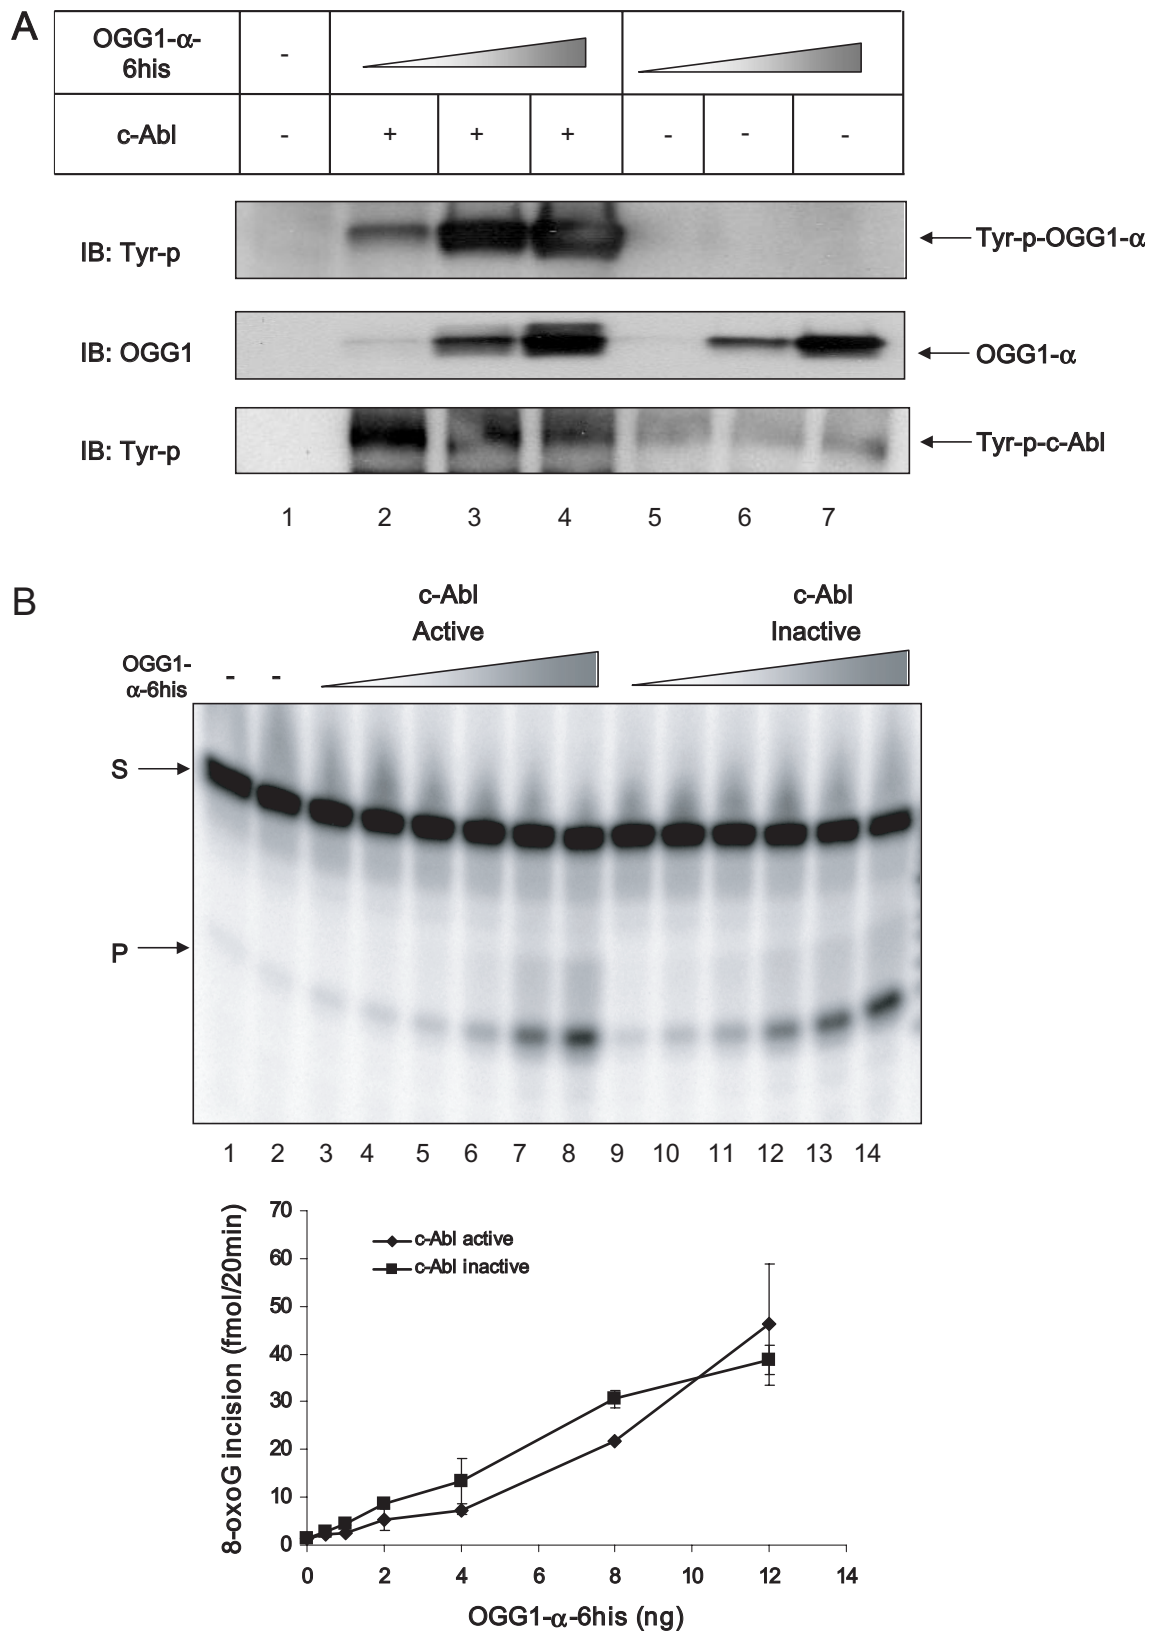 A
OGG1-α-
6his
-
c-Abl
-
+
+
+
-
-
-
IB: Tyr-p
Tyr-p-OGG1-α
IB: OGG1
OGG1-α
IB: Tyr-p
Tyr-p-c-Abl
1 2 3 4 5 6 7
B
c-Abl
Active
c-Abl
Inactive
OGG1-
α-6his
- -
S
P
1 2 3 4 5 6 7 8 9 10 11 12 13 14
8-oxoG incision (fmol/20min)
70
60
50
40
30
20
10
0
c-Abl active
c-Abl inactive
0 2 4 6 8 10 12 14
OGG1-α-6his (ng)